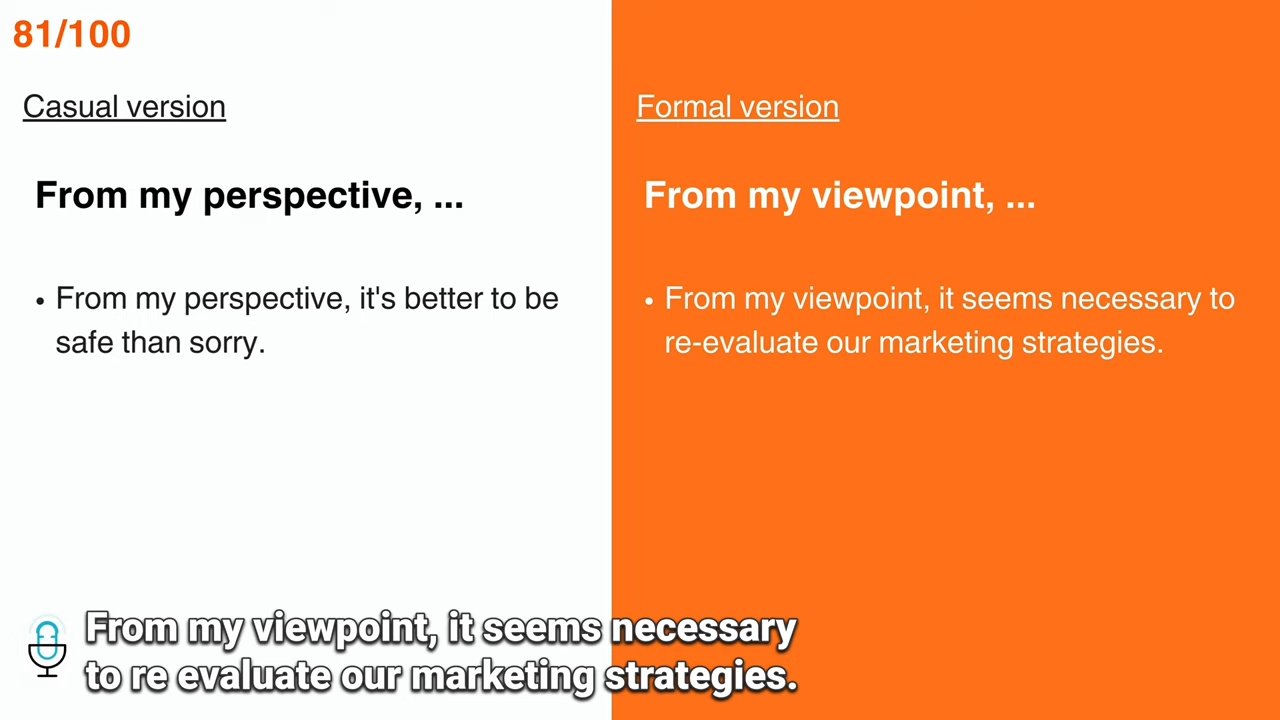 81/100
Casual version
From my perspective, ...
• From my perspective, it's better to be
safe than sorry.
Formal version
From my viewpoint, ...
• From my viewpoint, it seems necessary to
re-evaluate our marketing strategies.
From my viewpoint, it seems necessary
to re evaluate our marketing strategies.